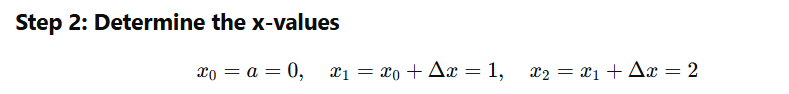 Step 2: Determine the x-values
x₀ = a = 0, x₁ = x₀ + Δx = 1, x₂ = x₁ + Δx = 2